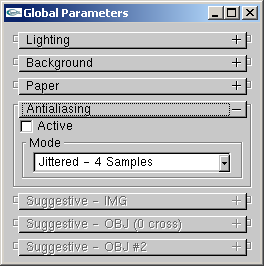 Global Parameters
Lighting
Background
Paper
Antialiasing
Active
Mode
Jittered - 4 Samples
Suggestive - IMG
Suggestive - OBJ (0 cross)
Suggestive - OBJ #2